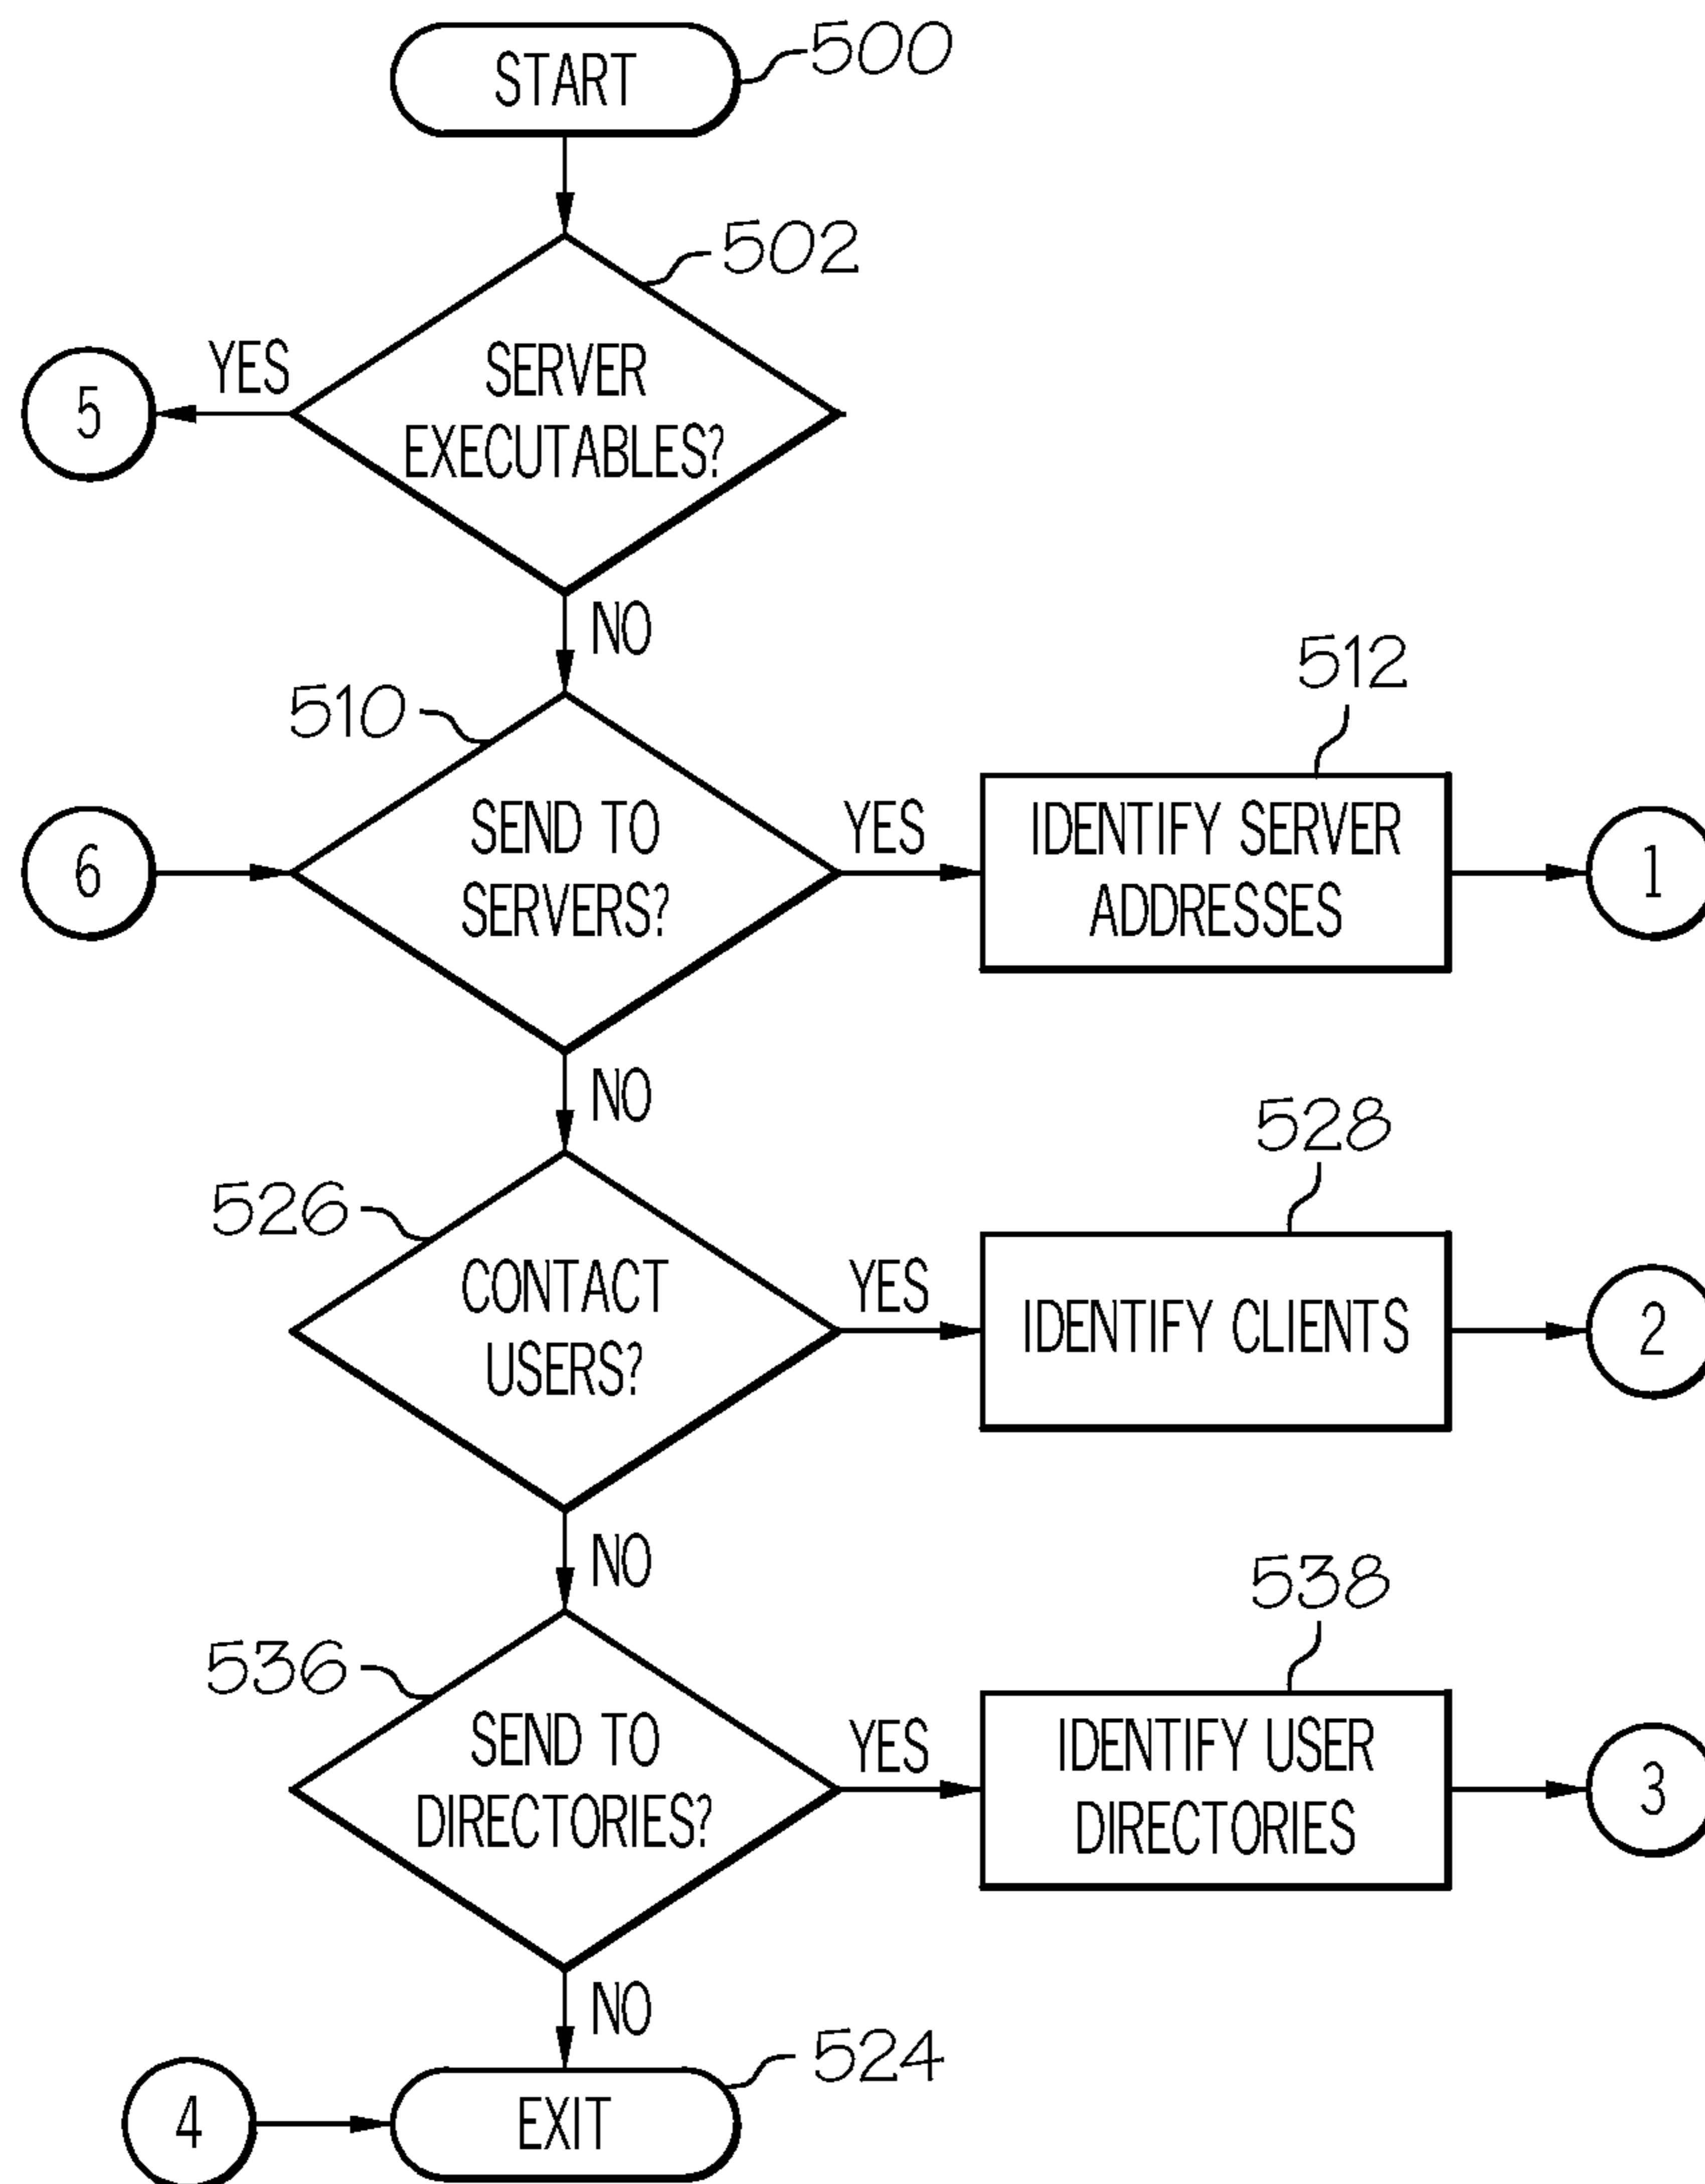 START
500
502
SERVER
EXECUTABLES?
YES
5
NO
510
512
6
SEND TO
SERVERS?
YES
IDENTIFY SERVER
ADDRESSES
1
NO
526
528
CONTACT
USERS?
YES
IDENTIFY CLIENTS
2
NO
536
538
SEND TO
DIRECTORIES?
YES
IDENTIFY USER
DIRECTORIES
3
NO
524
4
EXIT